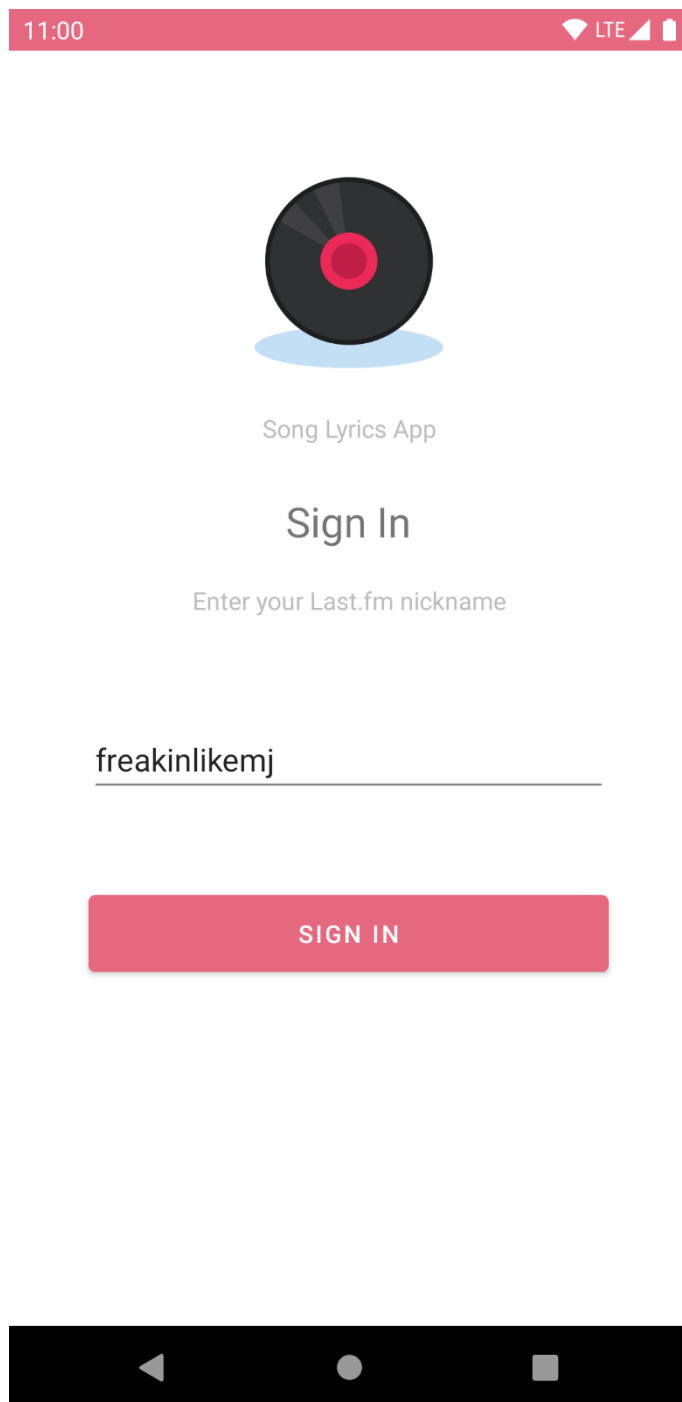 11:00 LTE
Song Lyrics App
Sign In
Enter your Last.fm nickname
freakinlikemj
SIGN IN